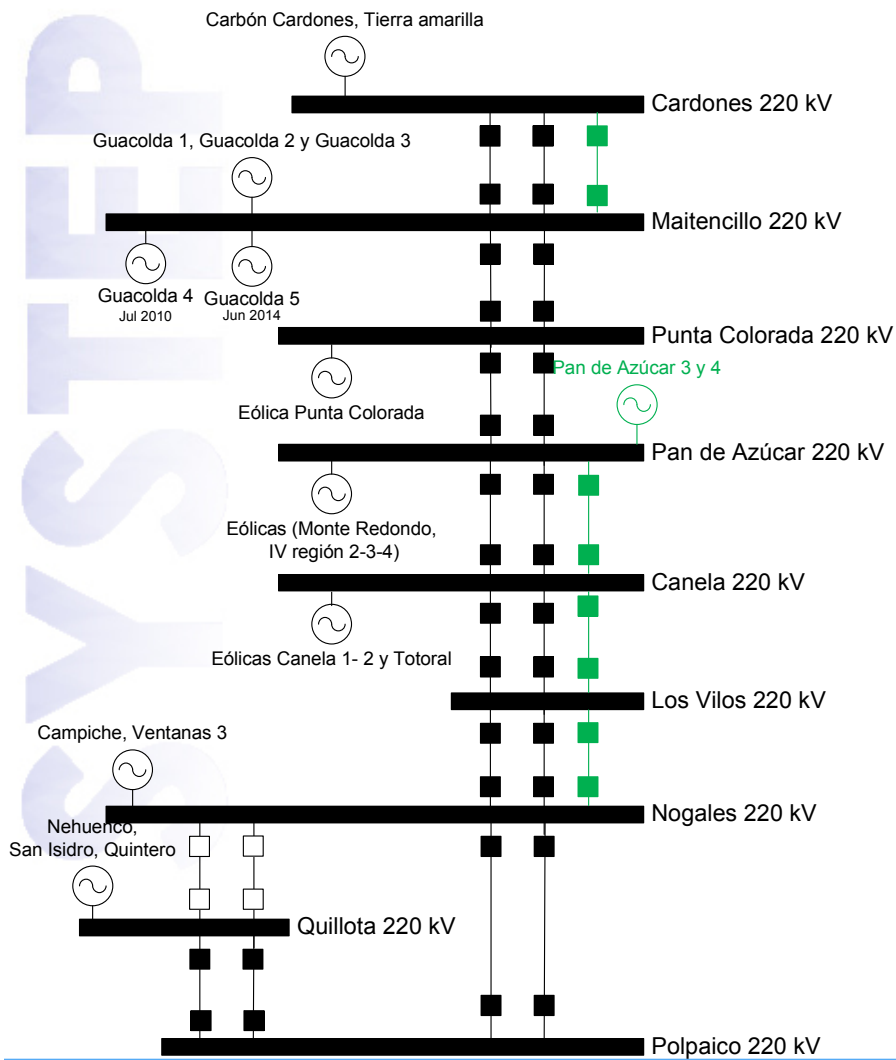 Carbón Cardones, Tierra amarilla
Cardones 220 kV
Guacolda 1, Guacolda 2 y Guacolda 3
Maitencillo 220 kV
Guacolda 4
Jul 2010
Guacolda 5
Jun 2014
Punta Colorada 220 kV
Pan de Azúcar 3 y 4
Eólica Punta Colorada
Pan de Azúcar 220 kV
Eólicas (Monte Redondo,
IV región 2-3-4)
Canela 220 kV
Eólicas Canela 1- 2 y Totoral
Los Vilos 220 kV
Campiche, Ventanas 3
Nogales 220 kV
Nehuenco,
San Isidro, Quintero
Quillota 220 kV
Polpaico 220 kV
SYSTEP